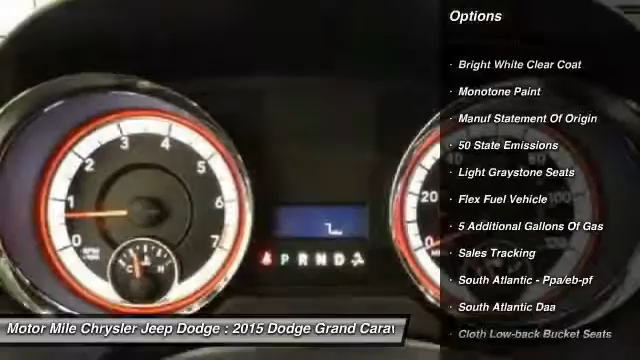 Options
· Bright White Clear Coat
· Monotone Paint
· Manuf Statement Of Origin
· 50 State Emissions
· Light Graystone Seats
· Flex Fuel Vehicle
· 5 Additional Gallons Of Gas
· Sales Tracking
· South Atlantic - Ppa/eb-pf
· South Atlantic Daa
· Cloth Low-back Bucket Seats
0 1 2 3 4 5 6 7
C H
P R N D
20 40 80 100
Motor Mile Chrysler Jeep Dodge : 2015 Dodge Grand Carav